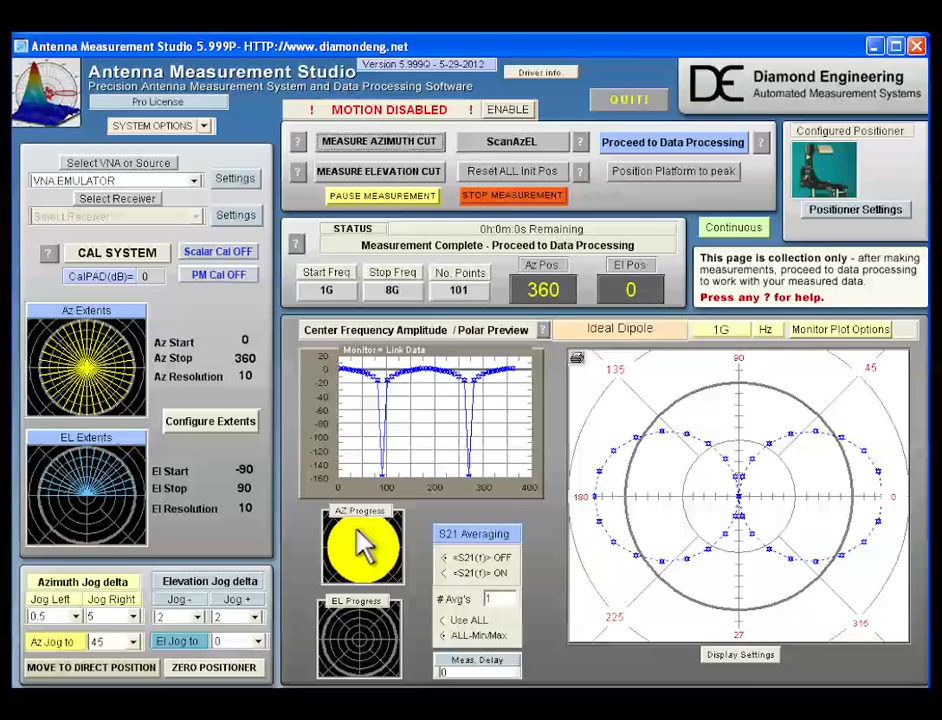 Antenna Measurement Studio 5.999P- HTTP://www.diamondeng.net
Antenna Measurement Studio
Version 5.999Q - 5-29-2012
Driver info.
Precision Antenna Measurement System and Data Processing Software
Pro License
SYSTEM OPTIONS
! MOTION DISABLED !
ENABLE
QUIT!
DE
Diamond Engineering
Automated Measurement Systems
Select VNA or Source
VNA.EMULATOR
Settings
Select Receiver
Select Receiver
Settings
?
CAL SYSTEM
Scalar Cal OFF
CalPAD(dB)= 0
PM Cal OFF
?
MEASURE AZIMUTH CUT
ScanAzEL
?
Proceed to Data Processing
?
?
MEASURE ELEVATION CUT
Reset ALL Init Pos
?
Position Platform to peak
PAUSE MEASUREMENT
STOP MEASUREMENT
Configured Positioner
Positioner Settings
STATUS
0h:0m:0s Remaining
?
Measurement Complete - Proceed to Data Processing
Continuous
Start Freq
Stop Freq
No. Points
Az Pos.
El Pos
1G
8G
101
360
0
This page is collection only - after making
measurements, proceed to data processing
to work with your measured data.
Press any ? for help.
Az Extents
Az Start 0
Az Stop 360
Az Resolution 10
Configure Extents
EL Extents
El Start -90
El Stop 90
El Resolution 10
Center Frequency Amplitude / Polar Preview
?
Ideal Dipole
1G
Hz
Monitor Plot Options
Monitor = Link Data
20
0
-20
-40
-60
-80
-100
-120
-140
-160
0
100
200
300
400
90
135
45
180
0
225
315
27
AZ Progress
EL Progress
S21 Averaging
<S21(f)> OFF
<S21(f)> ON
# Avg's 1
Use ALL
ALL-Min/Max
Meas. Delay
0
Display Settings
Azimuth Jog delta
Jog Left
Jog Right
0.5
5
Az Jog to
45
Elevation Jog delta
Jog -
Jog +
2
2
El Jog to
0
MOVE TO DIRECT POSITION
ZERO POSITIONER